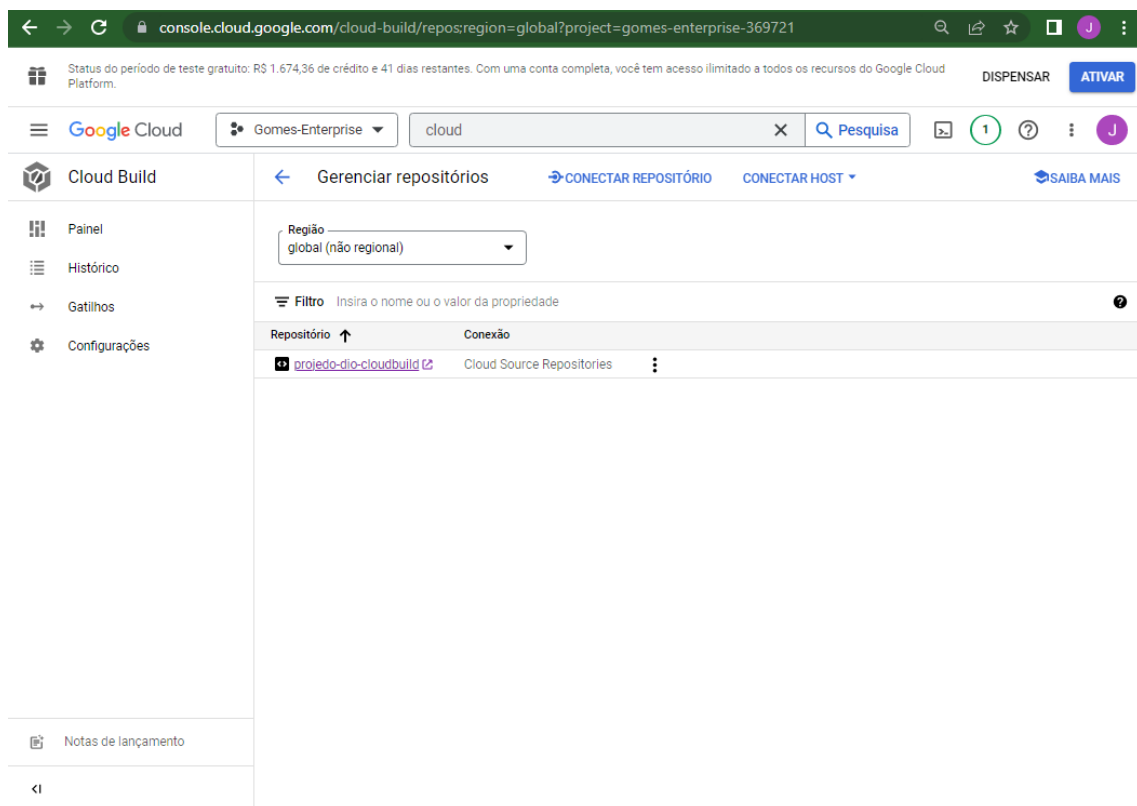 console.cloud.google.com/cloud-build/repos;region=global?project=gomes-enterprise-369721
J
Status do período de teste gratuito: R$ 1.674,36 de crédito e 41 dias restantes. Com uma conta completa, você tem acesso ilimitado a todos os recursos do Google Cloud
Platform.
DISPENSAR
ATIVAR
Google Cloud
Gomes-Enterprise
cloud
Pesquisa
1
J
Cloud Build
Gerenciar repositórios
CONECTAR REPOSITÓRIO
CONECTAR HOST
SAIBA MAIS
Painel
Histórico
Gatilhos
Configurações
Região
global (não regional)
Filtro Insira o nome ou o valor da propriedade
Repositório
Conexão
projedo-dio-cloudbuild
Cloud Source Repositories
Notas de lançamento